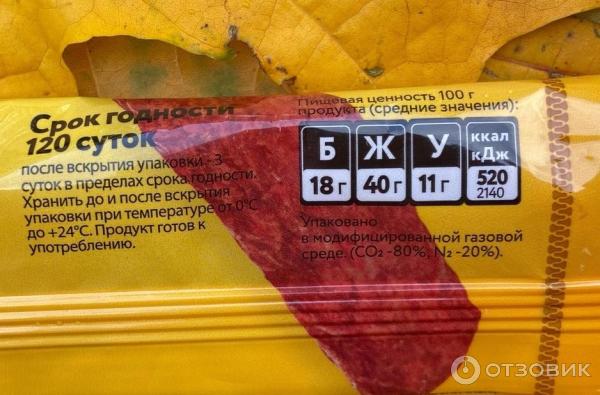 Срок годности
120 суток
после вскрытия упаковки - 3
суток в пределах срока годности.
Хранить до и после вскрытия
упаковки при температуре от 0°С
до +24°С. Продукт готов к
употреблению.
Пищевая ценность 100 г
продукта (средние значения):
Б Ж У ккал кДж
18 г 40 г 11 г 520 2140
Упаковано
в модифицированной газовой
среде. (CO₂ -80%, N₂ -20%).
ОТЗОВИК